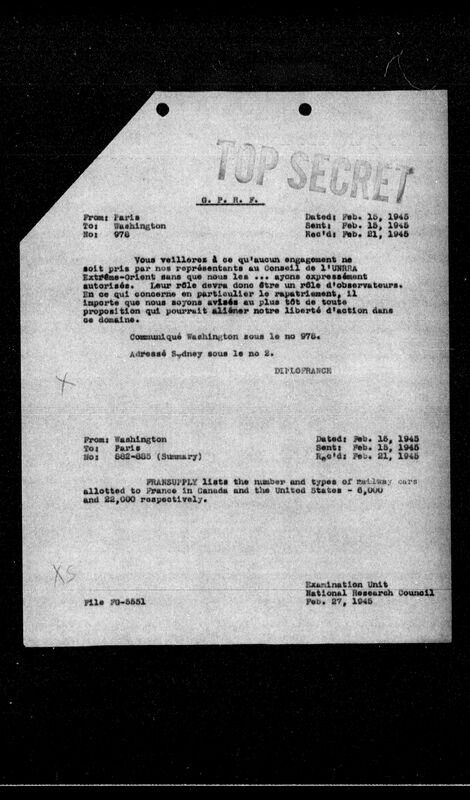 TOP SECRET
G. P. R. F.
From: Paris Dated: Feb. 15, 1945
To: Washington Sent: Feb. 15, 1945
No: 978 Rec'd: Feb. 21, 1945
Vous veillerez à ce qu'aucun engagement ne
soit pris par nos représentants au Conseil de l'UNRRA
Extrême-Orient sans que nous les ... ayons expressément
autorisés. Leur rôle devra donc être un rôle d'observateurs.
En ce qui concerne en particulier le rapatriement, il
importe que nous soyons avisés au plus tôt de toute
proposition qui pourrait aliéner notre liberté d'action dans
ce domaine.
Communiqué Washington sous le no 978.
Adressé Sydney sous le no 2.
DIPLOFRANCE
X
From: Washington Dated: Feb. 15, 1945
To: Paris Sent: Feb. 15, 1945
No: 882-885 (Summary) Rec'd: Feb. 21, 1945
FRANSUPPLY lists the number and types of railway cars
allotted to France in Canada and the United States - 6,000
and 22,000 respectively.
XS
Examination Unit
National Research Council
File FG-5551 Feb. 27, 1945